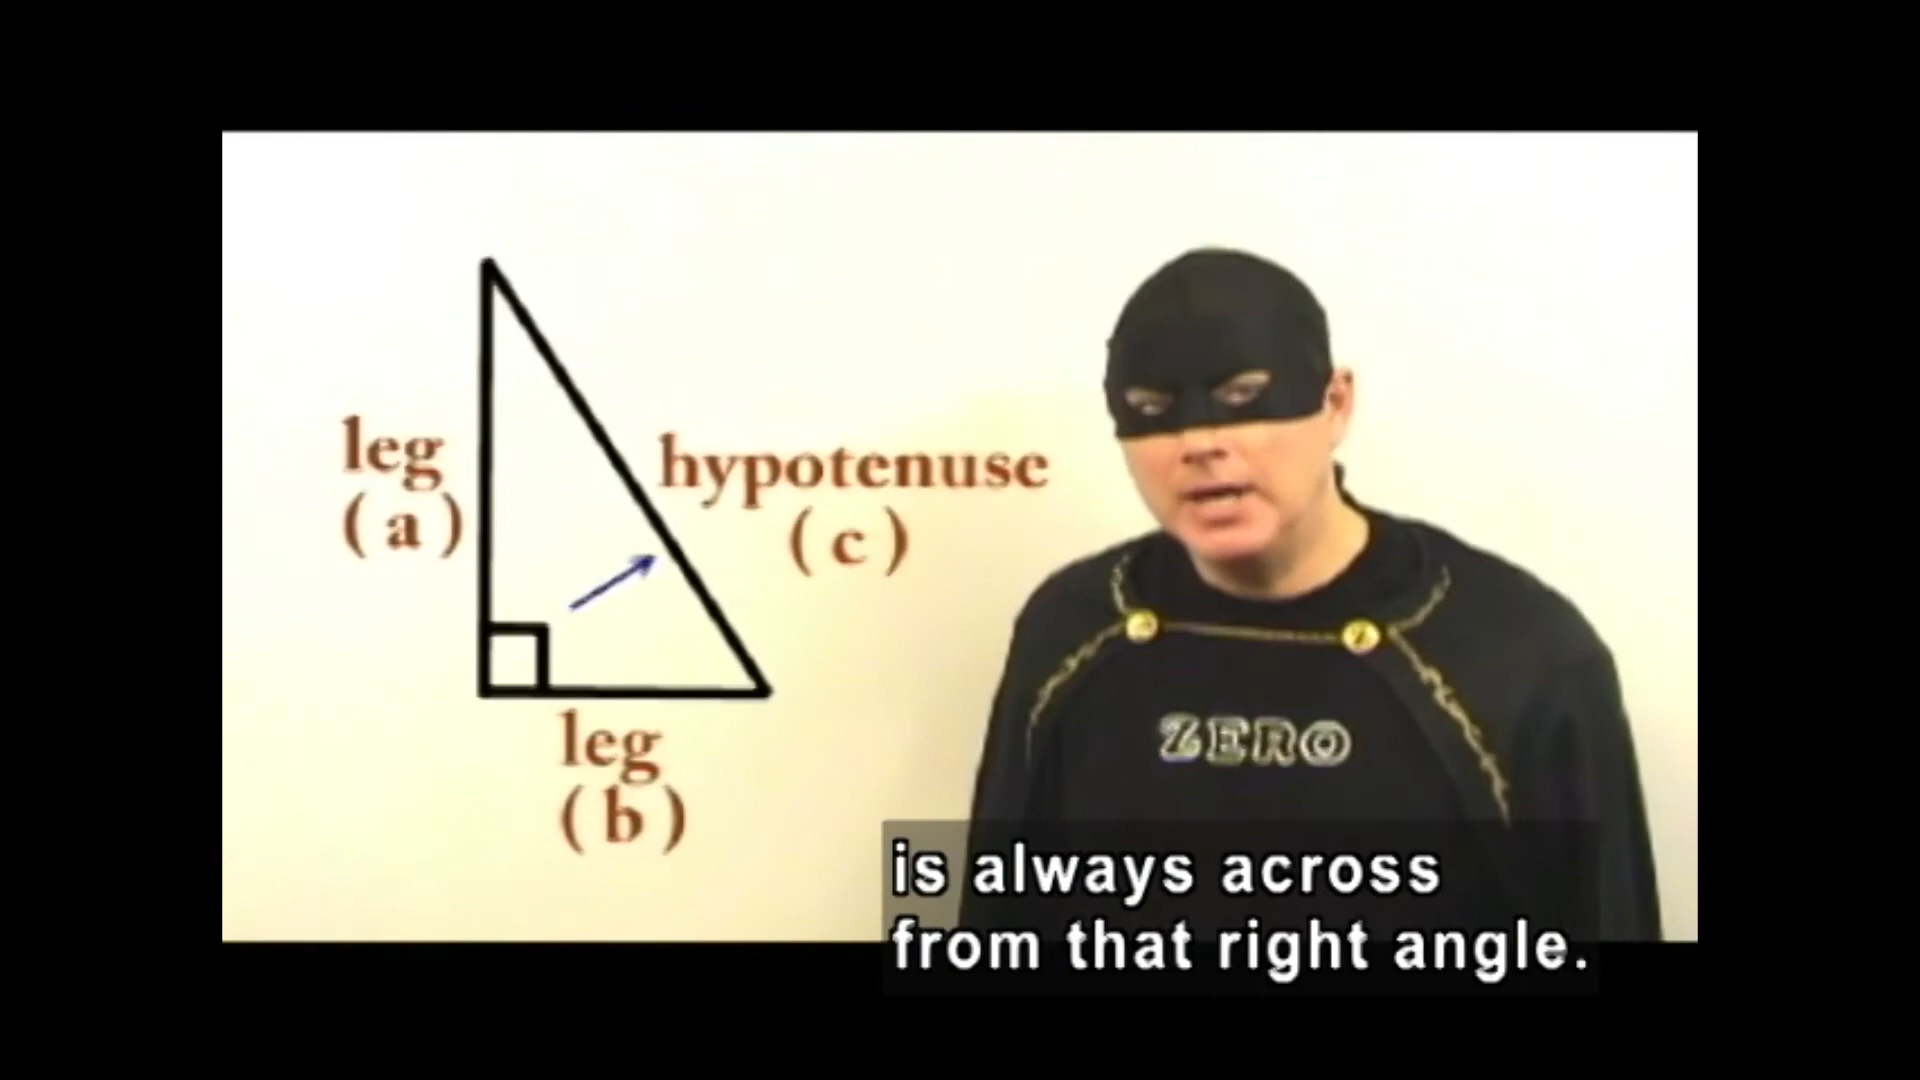 leg
( a )
hypotenuse
( c )
leg
( b )
ZERO
is always across
from that right angle.